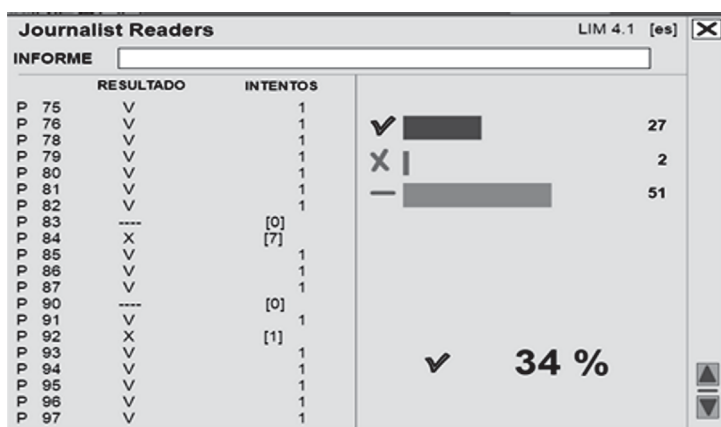 Journalist Readers LIM 4.1 [es]
INFORME
RESULTADO INTENTOS
P 75 V 1
P 76 V 1
P 78 V 1
P 79 V 1
P 80 V 1
P 81 V 1
P 82 V 1
P 83 ---- [0]
P 84 X [7]
P 85 V 1
P 86 V 1
P 87 V 1
P 90 ---- [0]
P 91 V 1
P 92 X [1]
P 93 V 1
P 94 V 1
P 95 V 1
P 96 V 1
P 97 V 1
27
2
51
34 %